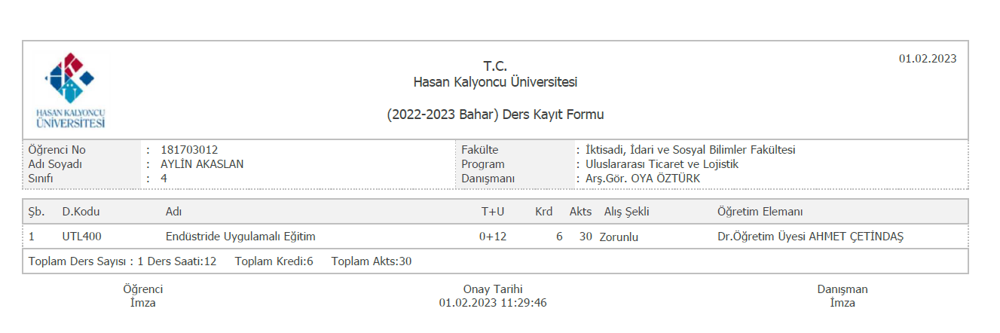 01.02.2023
T.C.
Hasan Kalyoncu Üniversitesi
(2022-2023 Bahar) Ders Kayıt Formu
HASAN KALYONCU
ÜNİVERSİTESİ
Öğrenci No : 181703012 Fakülte : İktisadi, İdari ve Sosyal Bilimler Fakültesi
Adı Soyadı : AYLİN AKASLAN Program : Uluslararası Ticaret ve Lojistik
Sınıfı : 4 Danışmanı : Arş.Gör. OYA ÖZTÜRK
Şb. D.Kodu Adı T+U Krd Akts Alış Şekli Öğretim Elemanı
1 UTL400 Endüstride Uygulamalı Eğitim 0+12 6 30 Zorunlu Dr.Öğretim Üyesi AHMET ÇETİNDAŞ
Toplam Ders Sayısı : 1 Ders Saati:12 Toplam Kredi:6 Toplam Akts:30
Öğrenci Onay Tarihi Danışman
İmza 01.02.2023 11:29:46 İmza